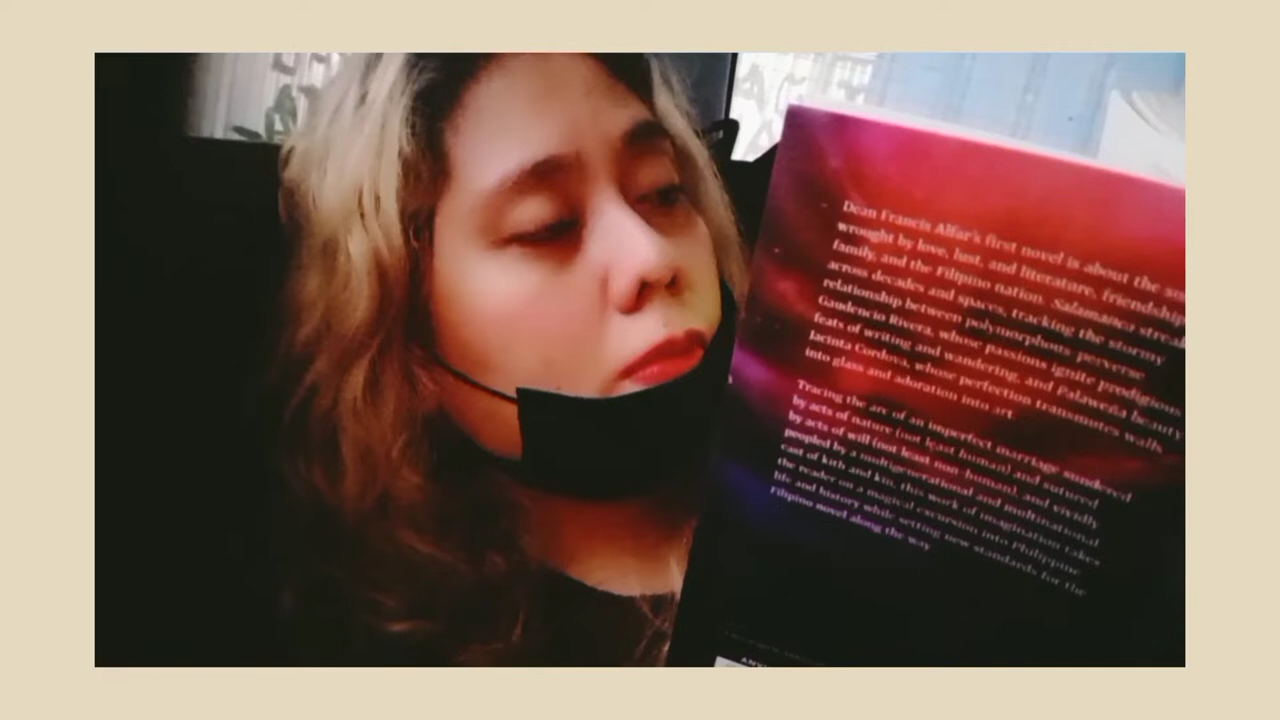 Dean Francis Alfar's first novel is about the
wrought by love, lust, and literature, friendship
family, and the Filipino nation. Salamanca streak
across decades and spaces, tracking the stormy
relationship between polymorphous perverse
Gaudencio Rivera, whose passions ignite prodigious
feats of writing and wandering, and Palaweña beauty
Jacinta Cordova, whose perfection transmutes walls
into glass and adoration into art.
Tracing the arc of an imperfect marriage sundered
by acts of nature (not least human) and sutured
by acts of will (not least non-human), and vividly
peopled by a multigenerational and multinational
cast of kith and kin, this work of imagination takes
the reader on a magical excursion into Philippine
life and history while setting new standards for the
Filipino novel along the way